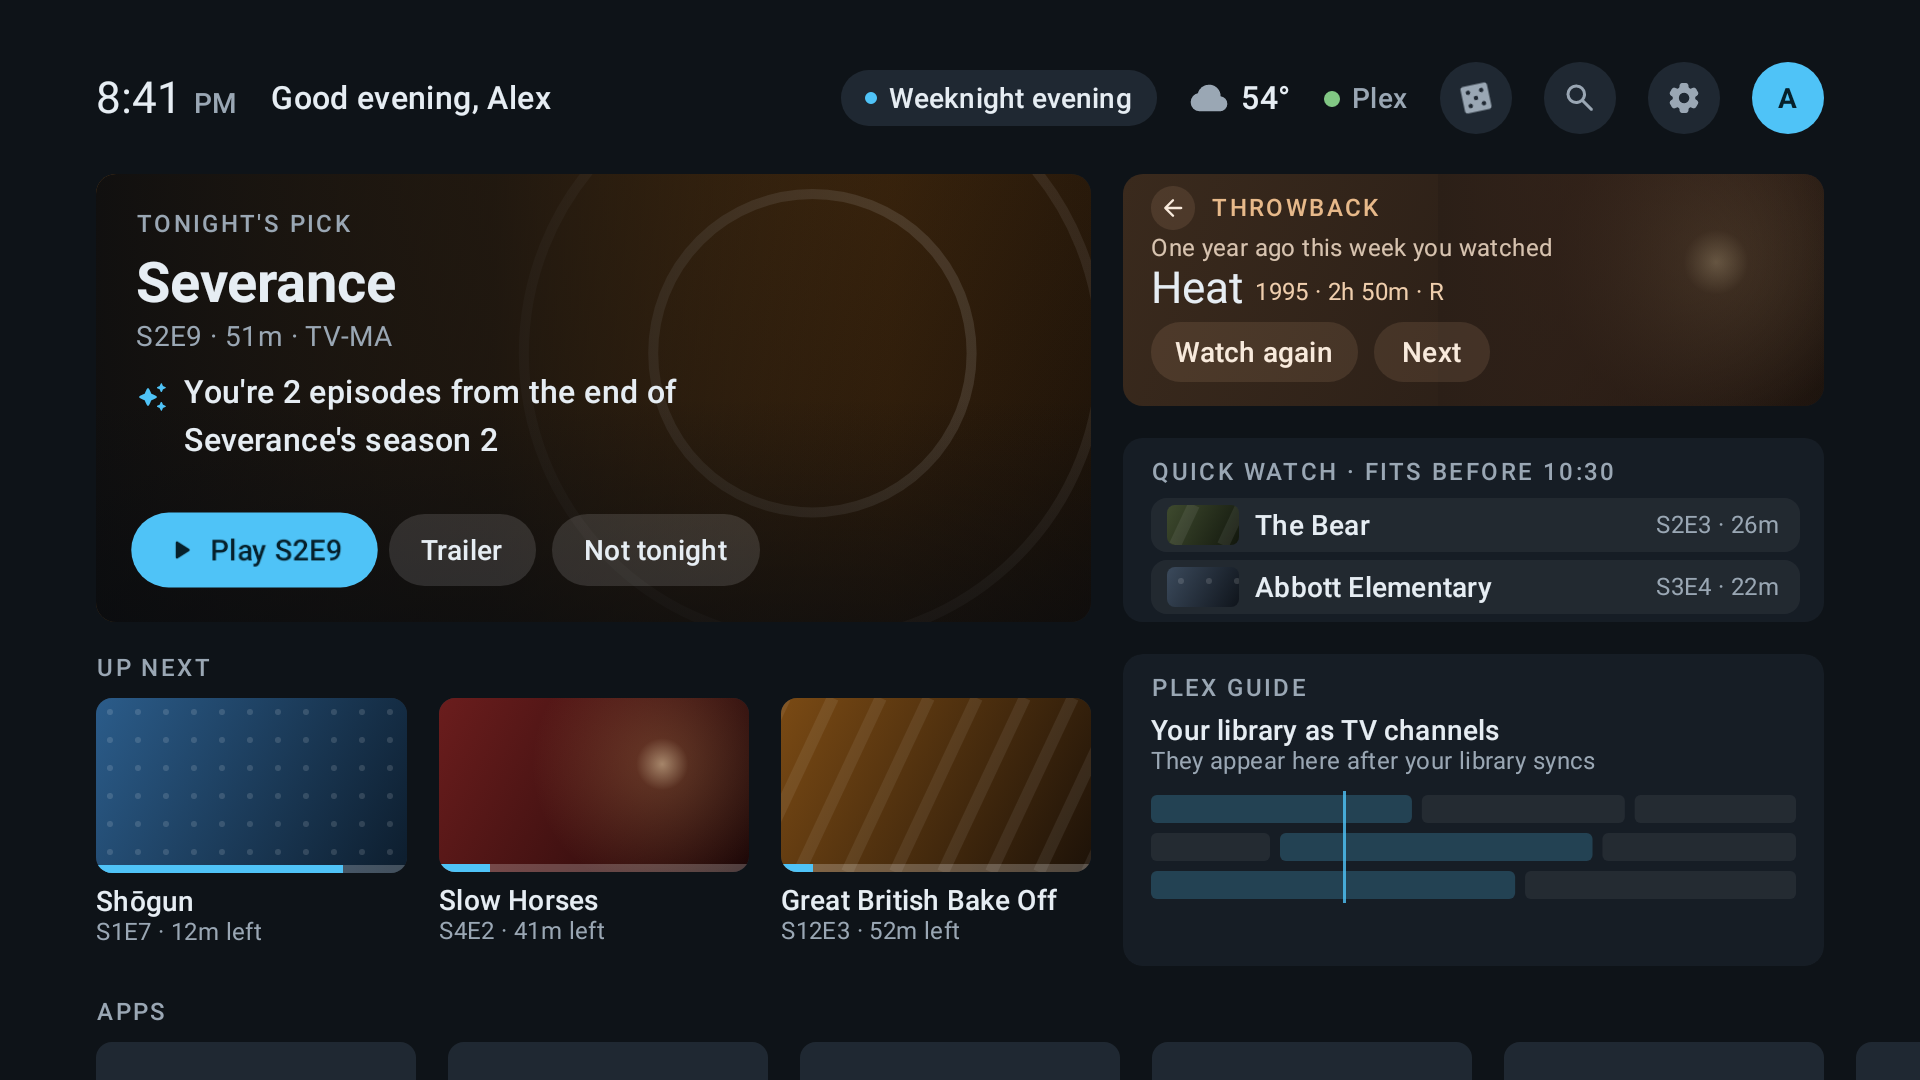 8:41 PM
Good evening, Alex
Weeknight evening
54°
Plex
A
TONIGHT'S PICK
Severance
S2E9 · 51m · TV-MA
You're 2 episodes from the end of
Severance's season 2
Play S2E9
Trailer
Not tonight
THROWBACK
One year ago this week you watched
Heat 1995 · 2h 50m · R
Watch again
Next
QUICK WATCH · FITS BEFORE 10:30
The Bear S2E3 · 26m
Abbott Elementary S3E4 · 22m
UP NEXT
Shōgun
S1E7 · 12m left
Slow Horses
S4E2 · 41m left
Great British Bake Off
S12E3 · 52m left
PLEX GUIDE
Your library as TV channels
They appear here after your library syncs
APPS